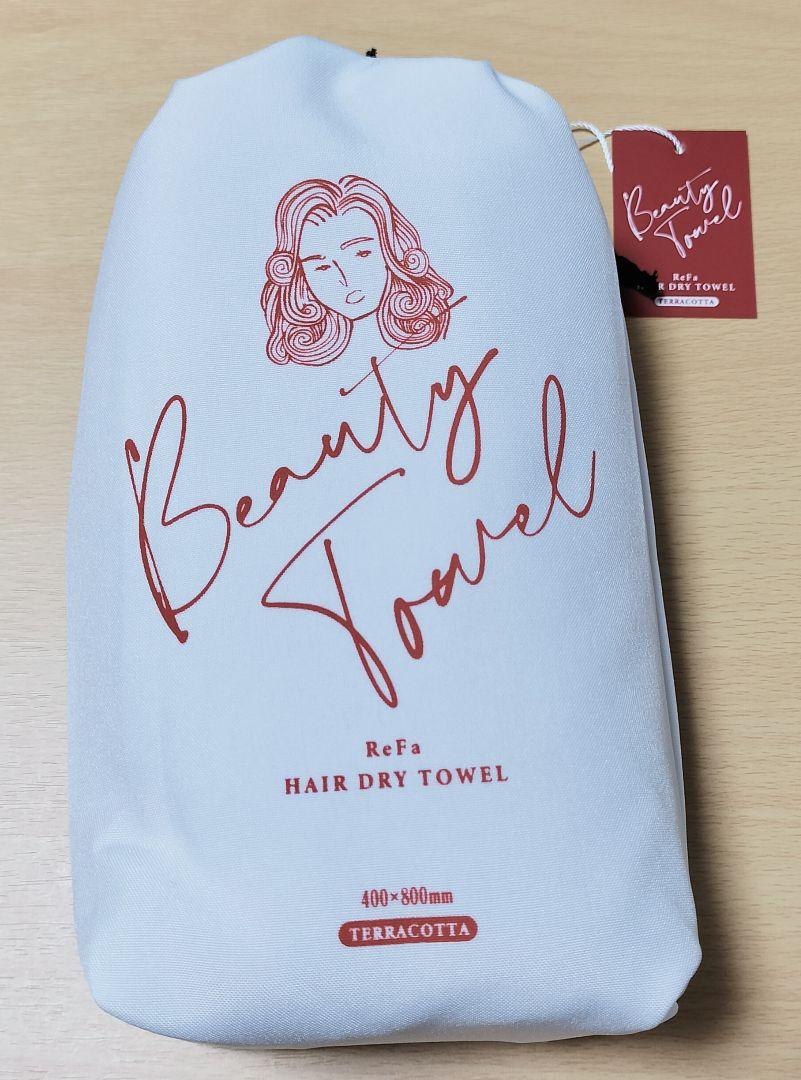 Beauty
Towel
ReFa
HAIR DRY TOWEL
400×800mm
TERRACOTTA
Beauty
Towel
ReFa
DRY TOWEL
TERRACOTTA